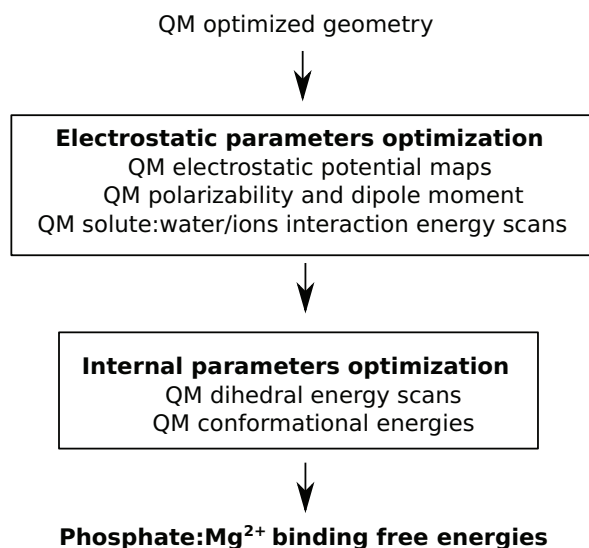 QM optimized geometry
Electrostatic parameters optimization
QM electrostatic potential maps
QM polarizability and dipole moment
QM solute:water/ions interaction energy scans
Internal parameters optimization
QM dihedral energy scans
QM conformational energies
Phosphate:Mg²⁺ binding free energies